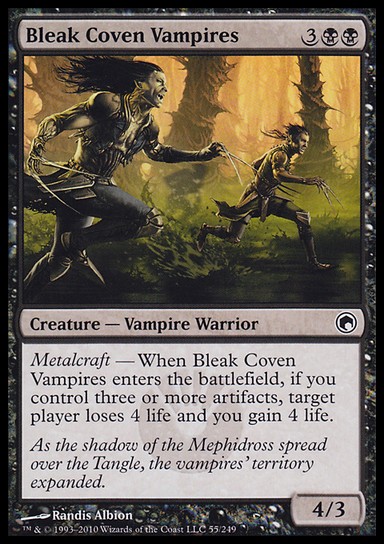 Bleak Coven Vampires 3
Creature — Vampire Warrior
Metalcraft — When Bleak Coven
Vampires enters the battlefield, if you
control three or more artifacts, target
player loses 4 life and you gain 4 life.
As the shadow of the Mephidross spread
over the Tangle, the vampires' territory
expanded.
Randis Albion
™ & © 1993–2010 Wizards of the Coast LLC 55/249
4/3